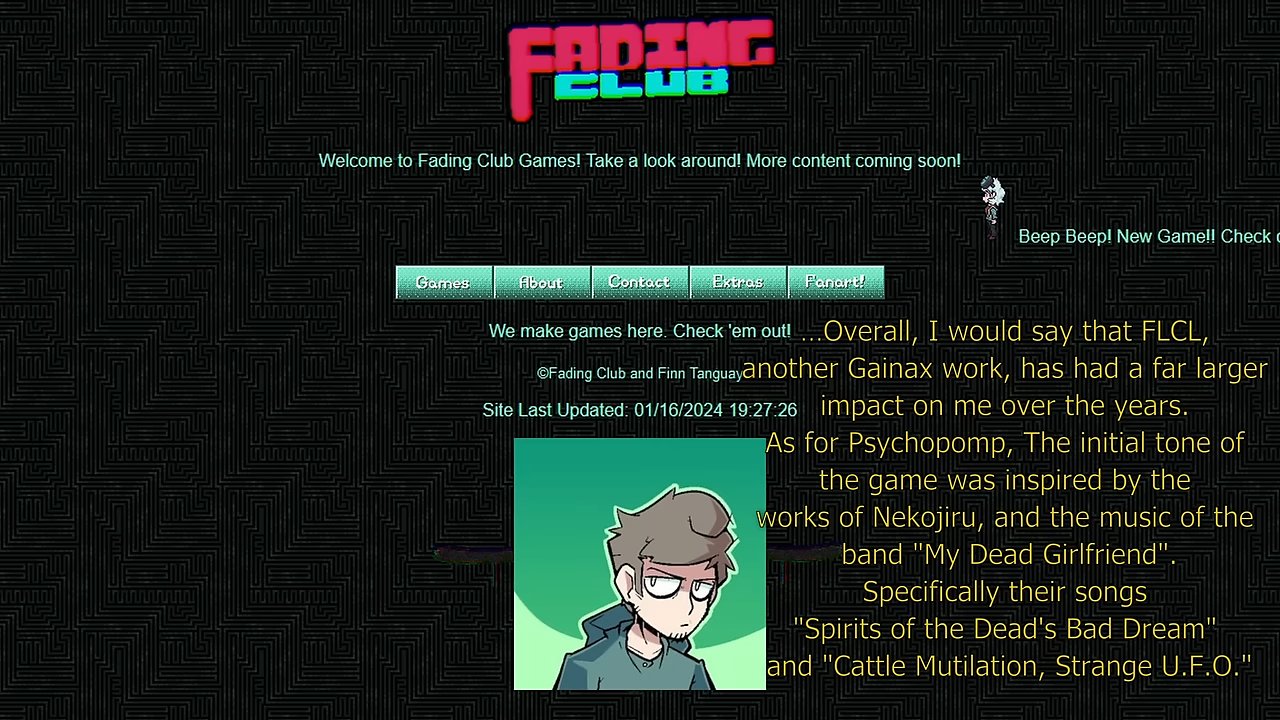 FADING
CLUB
Welcome to Fading Club Games! Take a look around! More content coming soon!
Beep Beep! New Game!! Check
Games About Contact Extras Fanart!
We make games here. Check 'em out!
©Fading Club and Finn Tanguay
Site Last Updated: 01/16/2024 19:27:26
...Overall, I would say that FLCL,
another Gainax work, has had a far larger
impact on me over the years.
As for Psychopomp, The initial tone of
the game was inspired by the
works of Nekojiru, and the music of the
band "My Dead Girlfriend".
Specifically their songs
"Spirits of the Dead's Bad Dream"
and "Cattle Mutilation, Strange U.F.O."